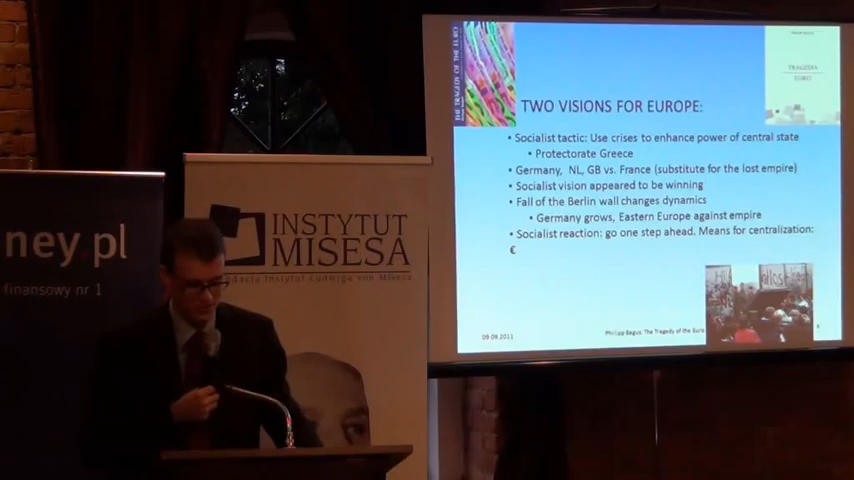 ney.pl
finansowy nr 1
INSTYTUT
MISESA
Instytut Ludwiga von Misesa
THE TRAGEDY OF THE EURO
TRAGEDIA
EURO
TWO VISIONS FOR EUROPE:
• Socialist tactic: Use crises to enhance power of central state
• Protectorate Greece
• Germany, NL, GB vs. France (substitute for the lost empire)
• Socialist vision appeared to be winning
• Fall of the Berlin wall changes dynamics
• Germany grows, Eastern Europe against empire
• Socialist reaction: go one step ahead. Means for centralization:
€
09.09.2011
Philipp Bagus: The Tragedy of the Euro